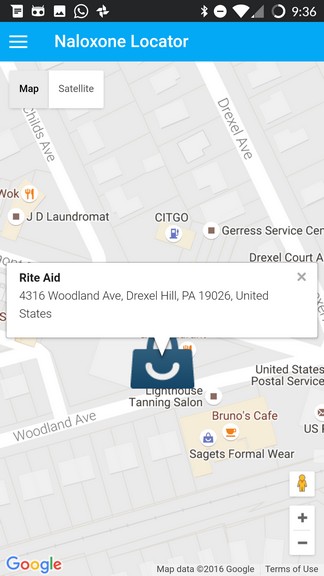 9:36
Naloxone Locator
Map Satellite
Childs Ave
Drexel Ave
Wok
J D Laundromat
CITGO
Gerress Service Cen
Drexel Court A
Rite Aid
4316 Woodland Ave, Drexel Hill, PA 19026, United
States
Lighthouse
Tanning Salon
United States
Postal Service
Woodland Ave
Bruno's Cafe
US P
Sagets Formal Wear
Google
Map data ©2016 Google Terms of Use